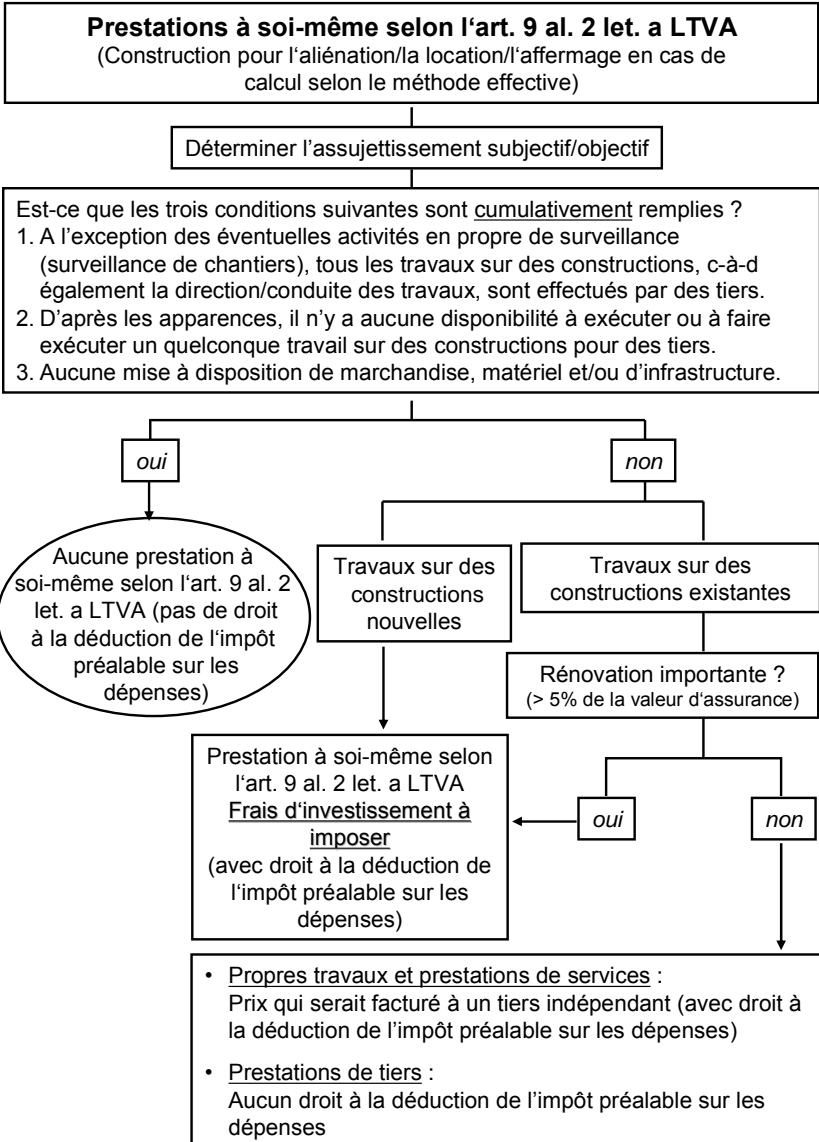 Prestations à soi-même selon l‘art. 9 al. 2 let. a LTVA
(Construction pour l‘aliénation/la location/l‘affermage en cas de
calcul selon le méthode effective)
Déterminer l’assujettissement subjectif/objectif
Est-ce que les trois conditions suivantes sont cumulativement remplies ?
1. A l’exception des éventuelles activités en propre de surveillance
(surveillance de chantiers), tous les travaux sur des constructions, c-à-d
également la direction/conduite des travaux, sont effectués par des tiers.
2. D’après les apparences, il n’y a aucune disponibilité à exécuter ou à faire
exécuter un quelconque travail sur des constructions pour des tiers.
3. Aucune mise à disposition de marchandise, matériel et/ou d’infrastructure.
oui
non
Aucune prestation à
soi-même selon l‘art. 9 al. 2
let. a LTVA (pas de droit
à la déduction de l‘impôt
préalable sur les
dépenses)
Travaux sur des
constructions
nouvelles
Travaux sur des
constructions existantes
Rénovation importante ?
(> 5% de la valeur d‘assurance)
Prestation à soi-même selon
l‘art. 9 al. 2 let. a LTVA
Frais d‘investissement à
imposer
(avec droit à la déduction de
l‘impôt préalable sur les
dépenses)
oui
non
• Propres travaux et prestations de services :
Prix qui serait facturé à un tiers indépendant (avec droit à
la déduction de l’impôt préalable sur les dépenses)
• Prestations de tiers :
Aucun droit à la déduction de l’impôt préalable sur les
dépenses